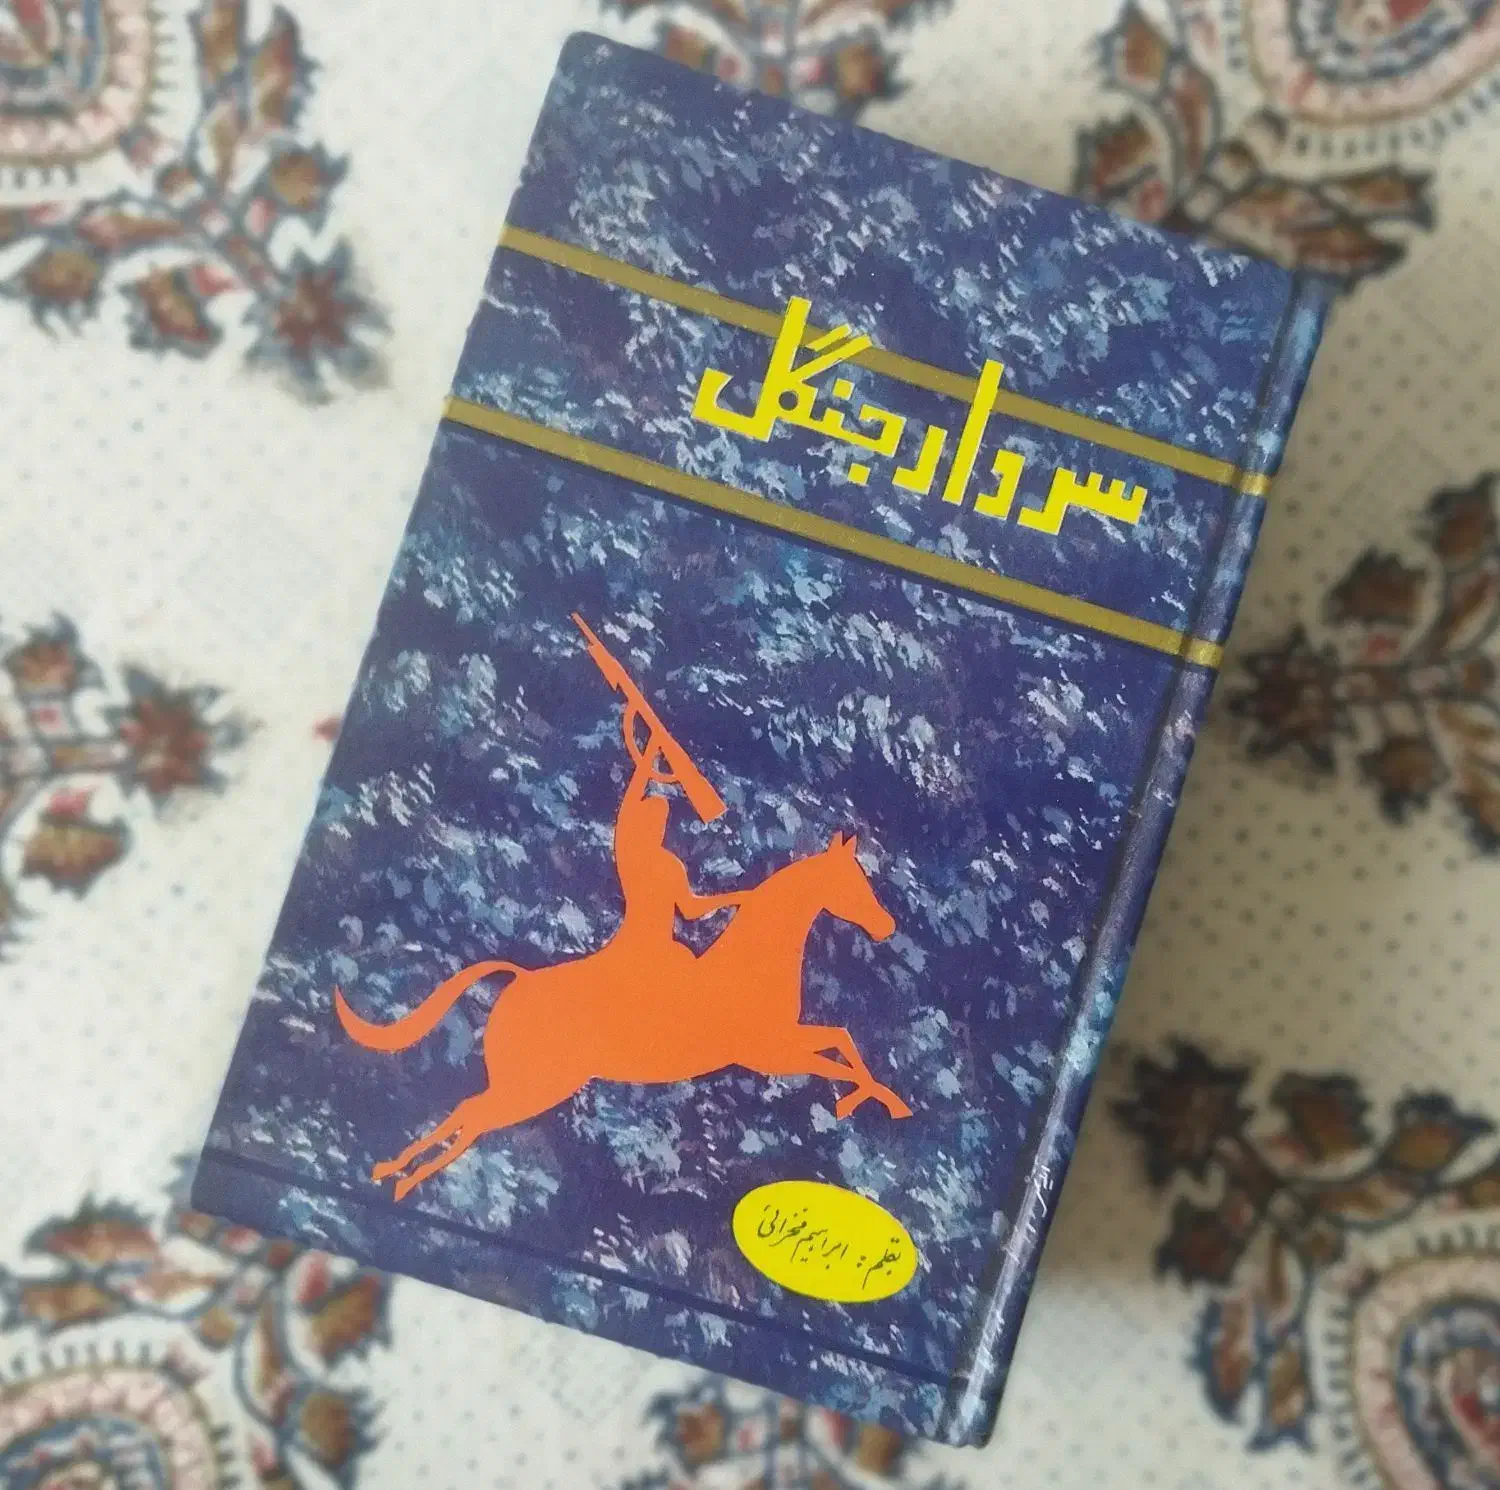 سردار جنگل
بقلم : ابراهیم فخرائی